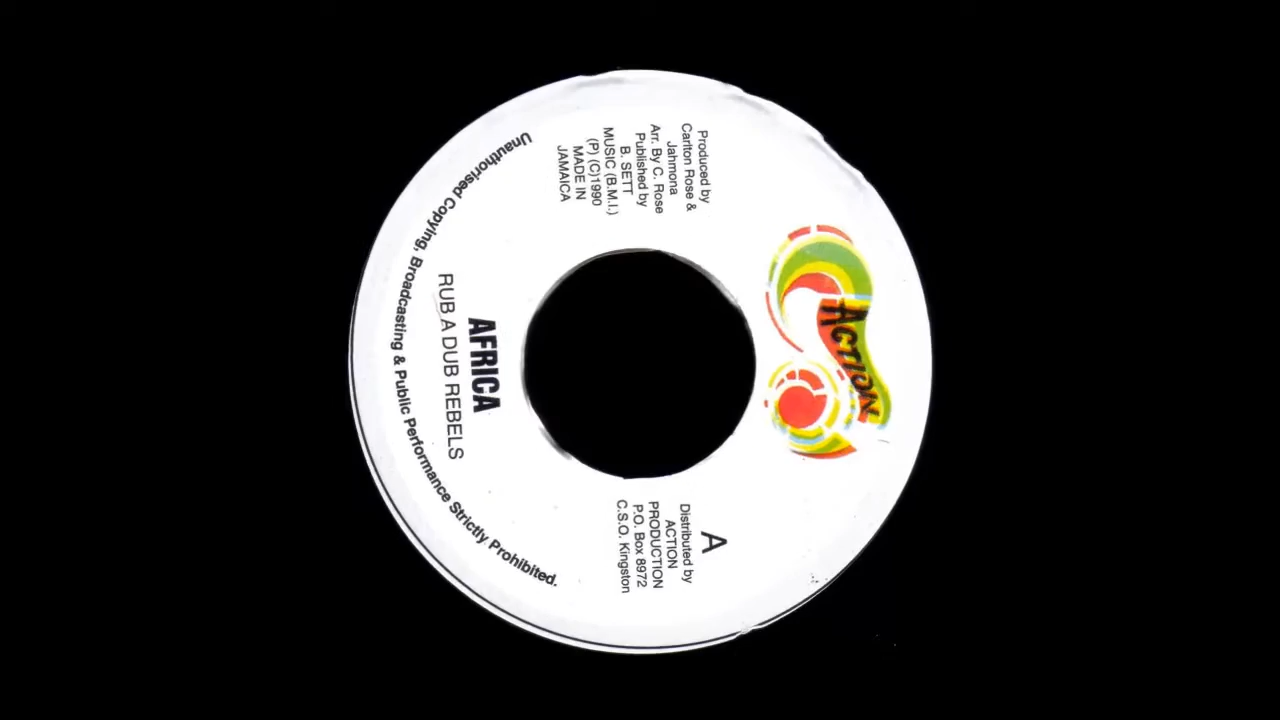 ACTION
Produced by
Carlton Rose &
Jahmona
Arr. By C. Rose
Published by
B. SETT
MUSIC (B.M.I.)
(P) (C)1990
MADE IN
JAMAICA
A
Distributed by
ACTION
PRODUCTION
P.O. Box 8972
C.S.O. Kingston
AFRICA
RUB A DUB REBELS
Unauthorised Copying, Broadcasting & Public Performance Strictly Prohibited.